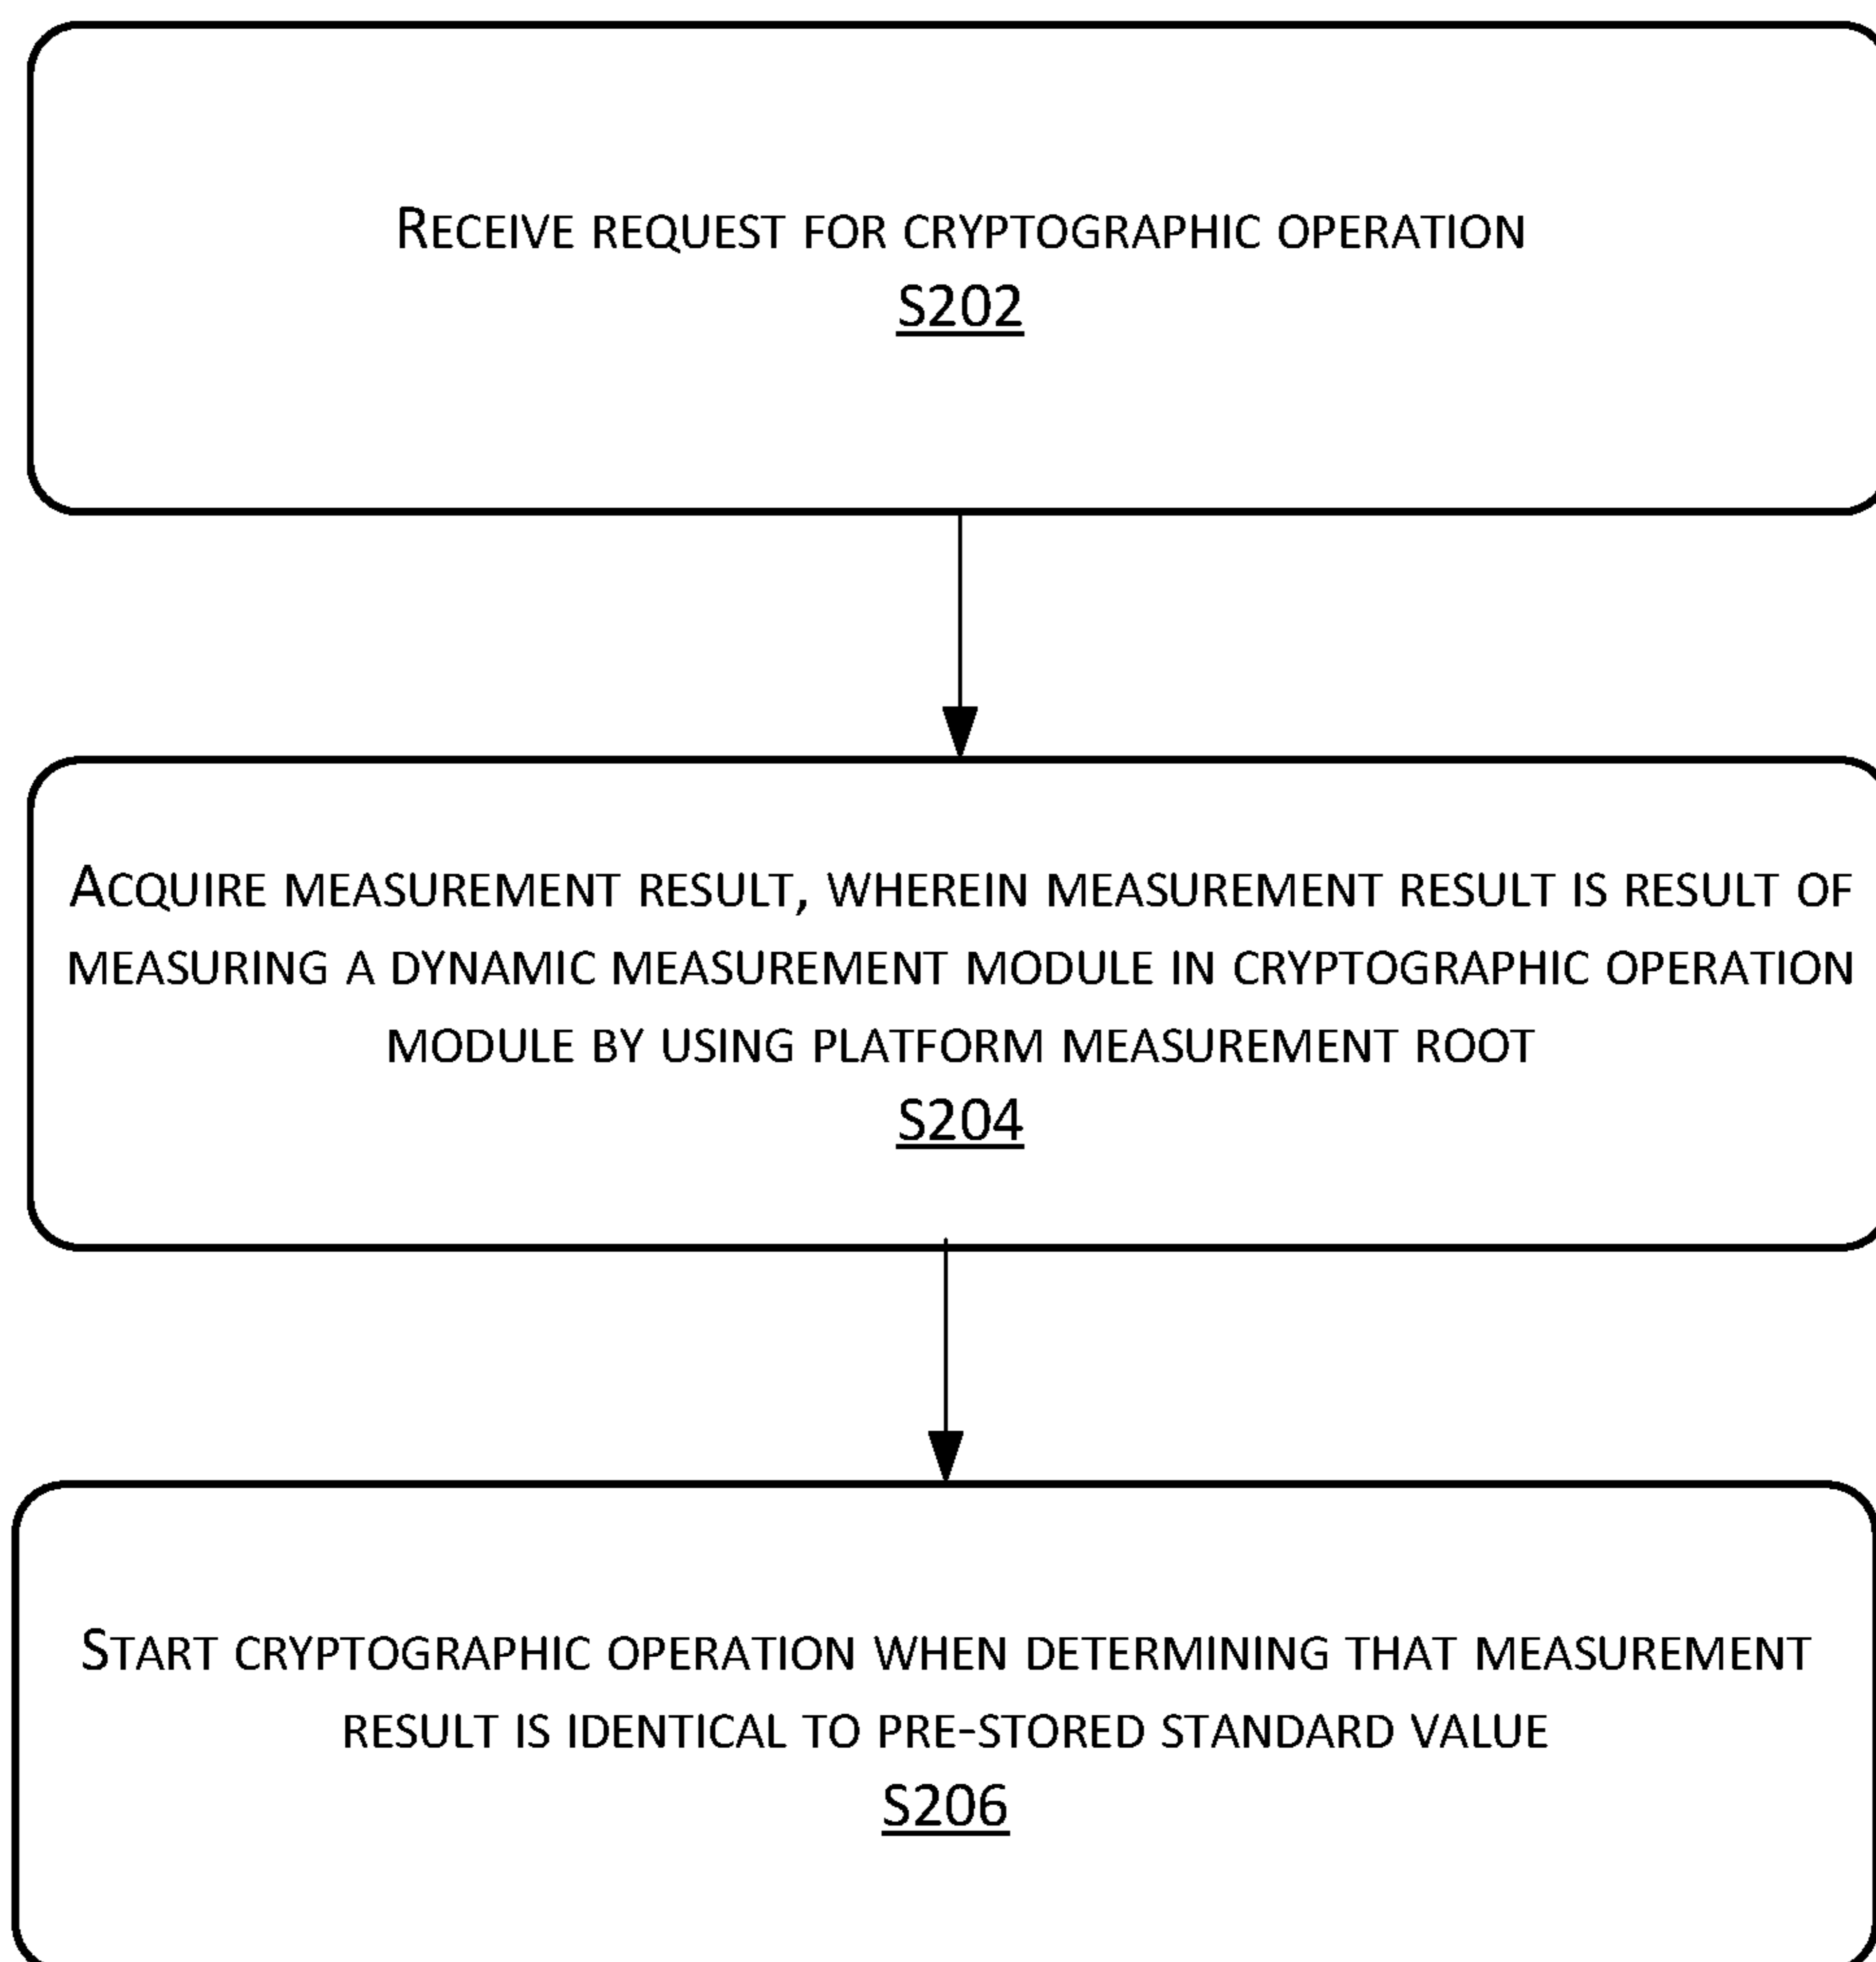 RECEIVE REQUEST FOR CRYPTOGRAPHIC OPERATION
S202
ACQUIRE MEASUREMENT RESULT, WHEREIN MEASUREMENT RESULT IS RESULT OF
MEASURING A DYNAMIC MEASUREMENT MODULE IN CRYPTOGRAPHIC OPERATION
MODULE BY USING PLATFORM MEASUREMENT ROOT
S204
START CRYPTOGRAPHIC OPERATION WHEN DETERMINING THAT MEASUREMENT
RESULT IS IDENTICAL TO PRE-STORED STANDARD VALUE
S206